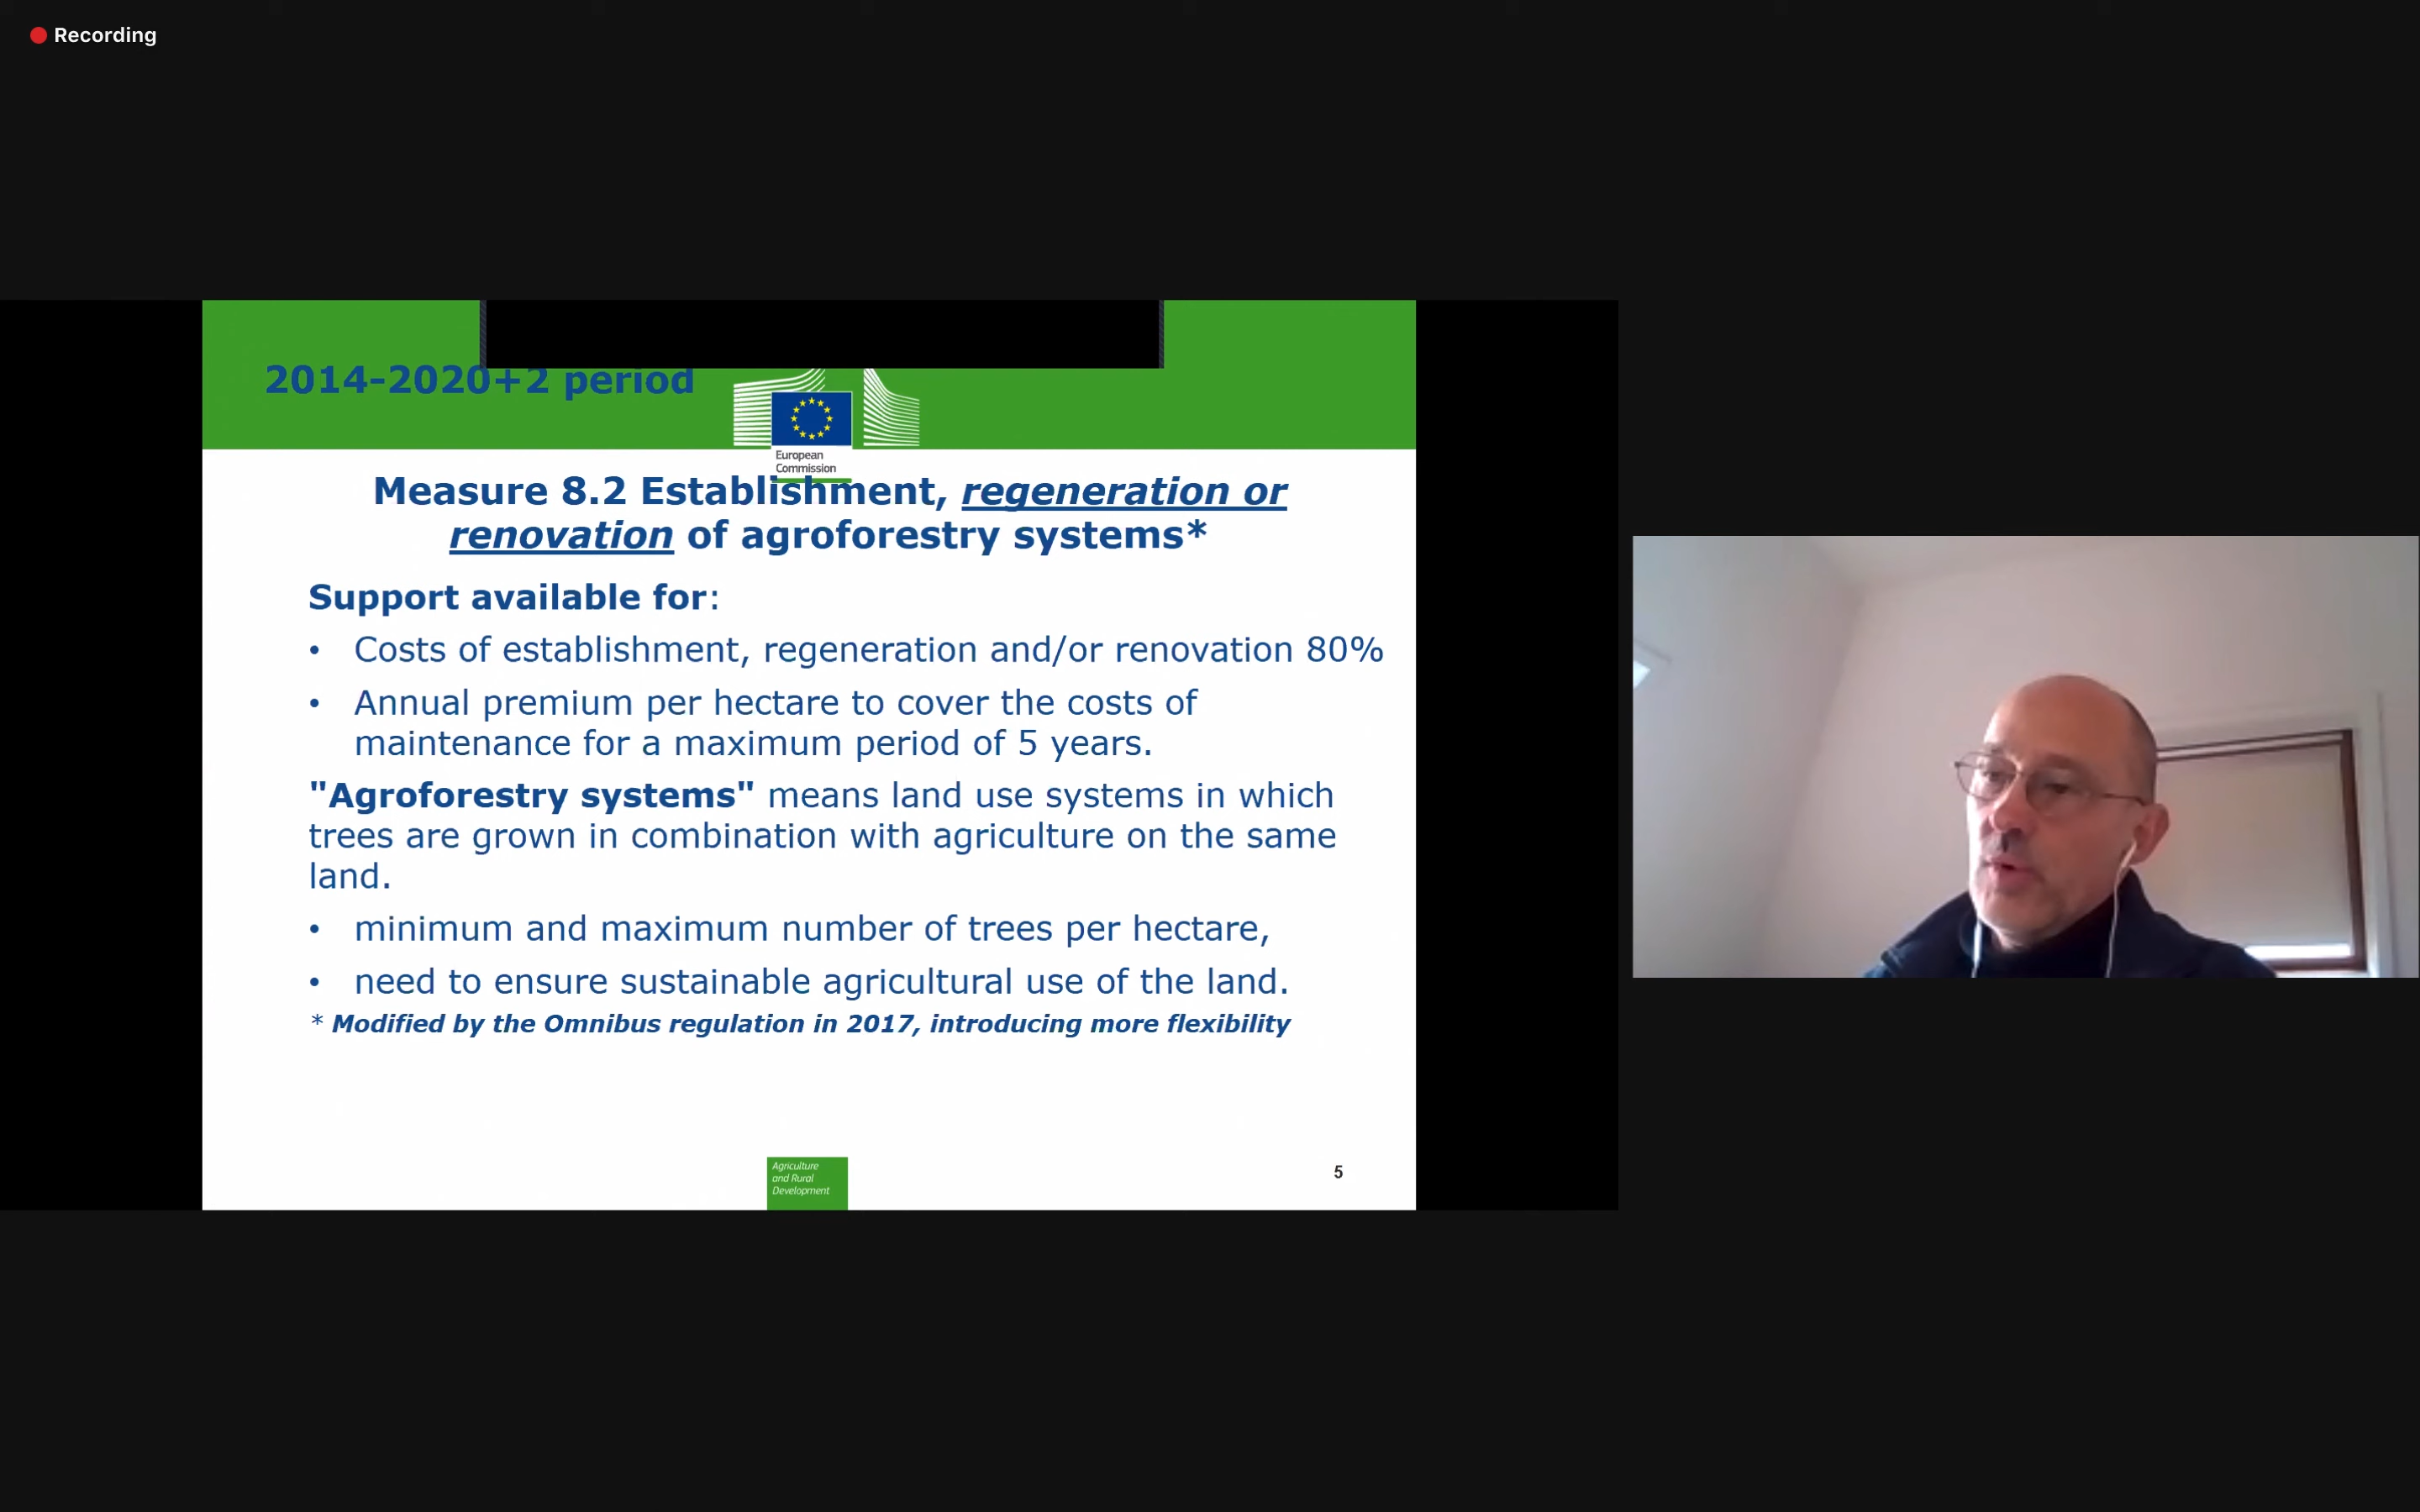 Recording
2014-2020+2 period
European
Commission
Measure 8.2 Establishment, regeneration or
renovation of agroforestry systems*
Support available for:
• Costs of establishment, regeneration and/or renovation 80%
• Annual premium per hectare to cover the costs of
maintenance for a maximum period of 5 years.
"Agroforestry systems" means land use systems in which
trees are grown in combination with agriculture on the same
land.
• minimum and maximum number of trees per hectare,
• need to ensure sustainable agricultural use of the land.
* Modified by the Omnibus regulation in 2017, introducing more flexibility
Agriculture
and Rural
Development
5